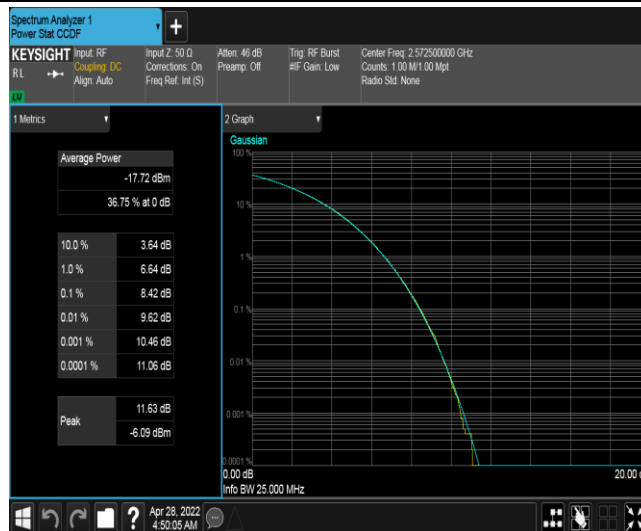 Spectrum Analyzer 1
Power Stat CCDF
+
KEYSIGHT
RL
Input: RF
Coupling: DC
Align: Auto
Input Z: 50 Ω
Corrections: On
Freq Ref: Int (S)
Atten: 46 dB
Preamp: Off
Trig: RF Burst
#IF Gain: Low
Center Freq: 2.572500000 GHz
Counts: 1.00 M/1.00 Mpt
Radio Std: None
1 Metrics
Average Power
-17.72 dBm
36.75 % at 0 dB
10.0 % 3.64 dB
1.0 % 6.64 dB
0.1 % 8.42 dB
0.01 % 9.62 dB
0.001 % 10.46 dB
0.0001 % 11.06 dB
Peak
11.63 dB
-6.09 dBm
2 Graph
Gaussian
100 %
10 %
1 %
0.1 %
0.01 %
0.001 %
0.0001 %
0.00 dB
20.00
Info BW 25.000 MHz
?
Apr 28, 2022
4:50:05 AM